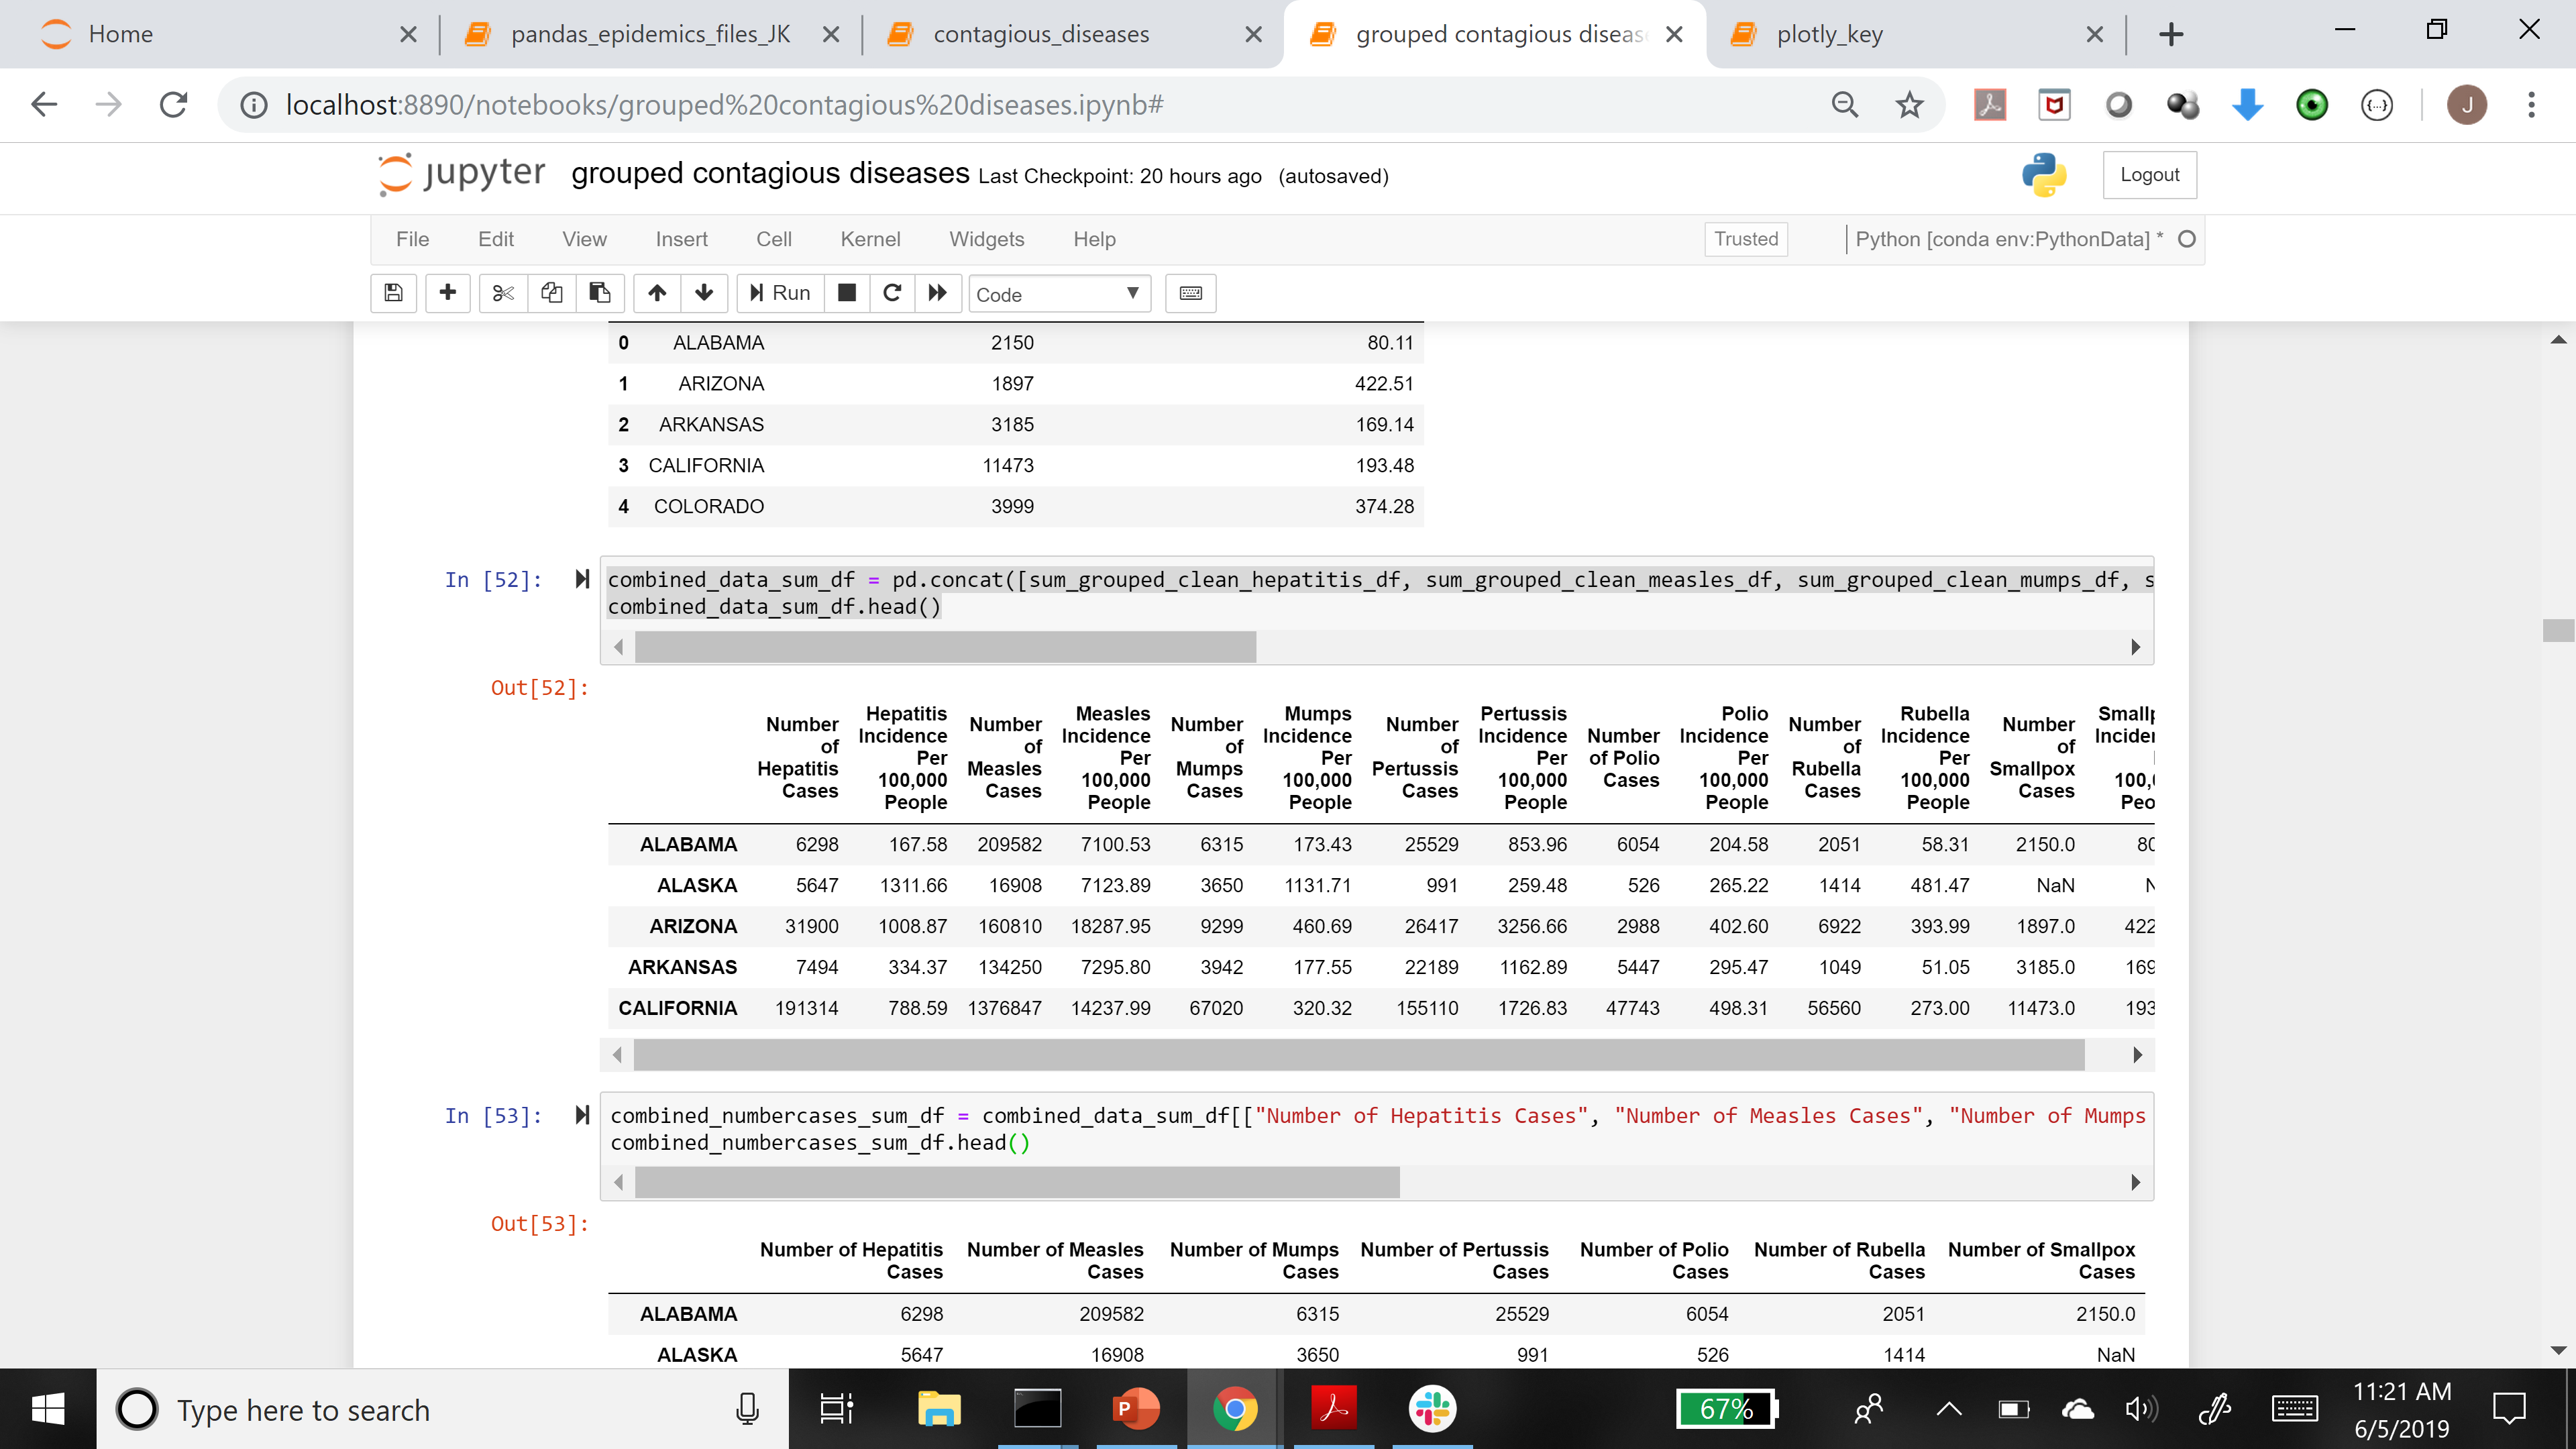 Home
pandas_epidemics_files_JK
contagious_diseases
grouped contagious diseas
plotly_key
localhost:8890/notebooks/grouped%20contagious%20diseases.ipynb#
J
jupyter grouped contagious diseases Last Checkpoint: 20 hours ago (autosaved)
Logout
File Edit View Insert Cell Kernel Widgets Help
Trusted
Python [conda env:PythonData] *
Run
Code
0 ALABAMA 2150 80.11
1 ARIZONA 1897 422.51
2 ARKANSAS 3185 169.14
3 CALIFORNIA 11473 193.48
4 COLORADO 3999 374.28
In [52]:
combined_data_sum_df = pd.concat([sum_grouped_clean_hepatitis_df, sum_grouped_clean_measles_df, sum_grouped_clean_mumps_df, s
combined_data_sum_df.head()
Out[52]:
Number of Hepatitis Cases
Hepatitis Incidence Per 100,000 People
Number of Measles Cases
Measles Incidence Per 100,000 People
Number of Mumps Cases
Mumps Incidence Per 100,000 People
Number of Pertussis Cases
Pertussis Incidence Per 100,000 People
Number of Polio Cases
Polio Incidence Per 100,000 People
Number of Rubella Cases
Rubella Incidence Per 100,000 People
Number of Smallpox Cases
ALABAMA 6298 167.58 209582 7100.53 6315 173.43 25529 853.96 6054 204.58 2051 58.31 2150.0 80
ALASKA 5647 1311.66 16908 7123.89 3650 1131.71 991 259.48 526 265.22 1414 481.47 NaN N
ARIZONA 31900 1008.87 160810 18287.95 9299 460.69 26417 3256.66 2988 402.60 6922 393.99 1897.0 422
ARKANSAS 7494 334.37 134250 7295.80 3942 177.55 22189 1162.89 5447 295.47 1049 51.05 3185.0 169
CALIFORNIA 191314 788.59 1376847 14237.99 67020 320.32 155110 1726.83 47743 498.31 56560 273.00 11473.0 193
In [53]:
combined_numbercases_sum_df = combined_data_sum_df[["Number of Hepatitis Cases", "Number of Measles Cases", "Number of Mumps
combined_numbercases_sum_df.head()
Out[53]:
Number of Hepatitis Cases
Number of Measles Cases
Number of Mumps Cases
Number of Pertussis Cases
Number of Polio Cases
Number of Rubella Cases
Number of Smallpox Cases
ALABAMA 6298 209582 6315 25529 6054 2051 2150.0
ALASKA 5647 16908 3650 991 526 1414 NaN
Type here to search
67%
11:21 AM
6/5/2019